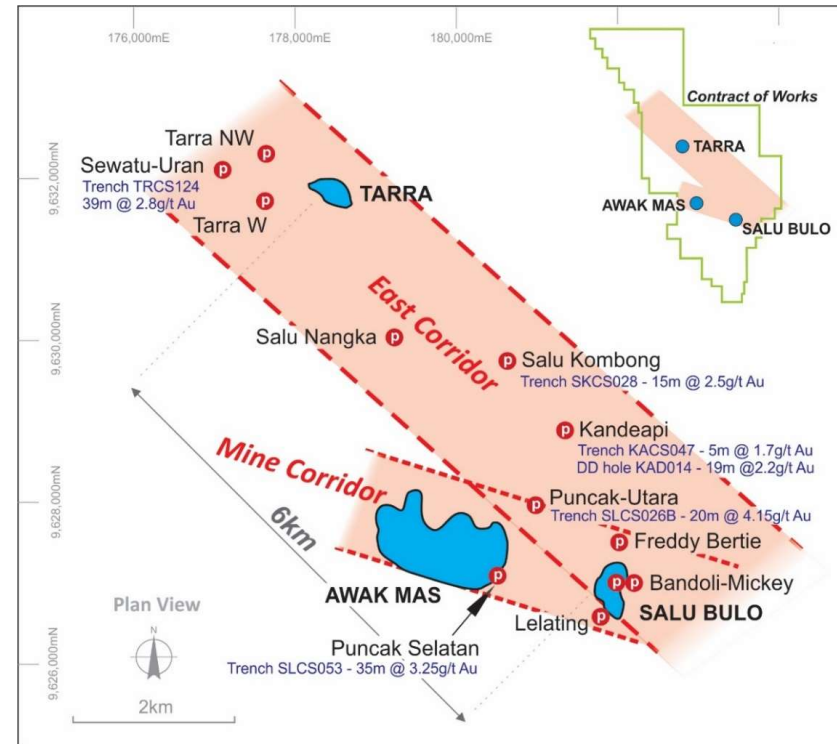 176,000mE
178,000mE
180,000mE
9,632,000mN
9,630,000mN
9,628,000mN
9,626,000mN
Contract of Works
TARRA
AWAK MAS
SALU BULO
Tarra NW
P
Sewatu-Uran
P
Trench TRCS124
39m @ 2.8g/t Au
Tarra W
P
TARRA
East Corridor
Salu Nangka
P
P
Salu Kombong
Trench SKCS028 - 15m @ 2.5g/t Au
P
Kandeapi
Trench KACS047 - 5m @ 1.7g/t Au
DD hole KAD014 - 19m @2.2g/t Au
Mine Corridor
P
Puncak-Utara
Trench SLCS026B - 20m @ 4.15g/t Au
6km
P
Freddy Bertie
P
P
Bandoli-Mickey
AWAK MAS
P
SALU BULO
Lelating
P
Puncak Selatan
Trench SLCS053 - 35m @ 3.25g/t Au
Plan View
N
2km